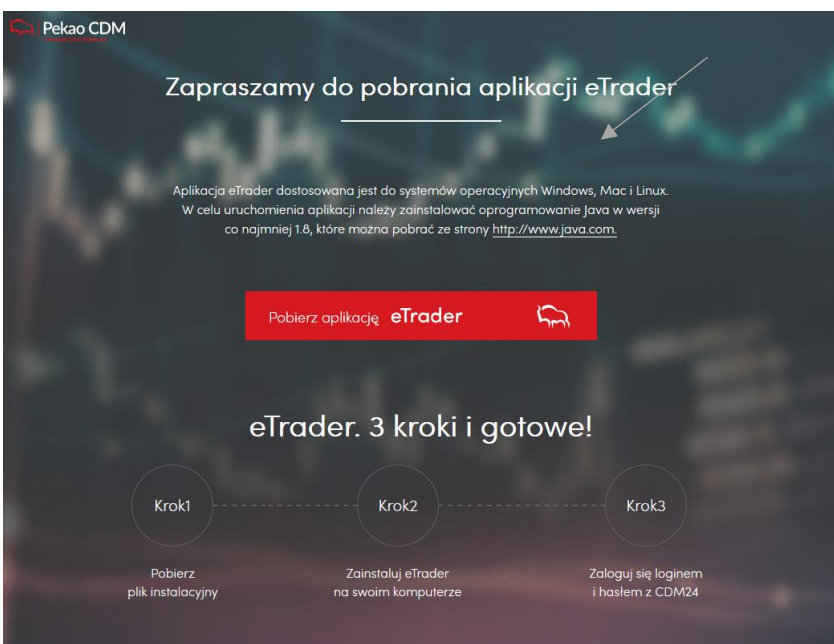 Pekao CDM
Zapraszamy do pobrania aplikacji eTrader
Aplikacja eTrader dostosowana jest do systemów operacyjnych Windows, Mac i Linux.
W celu uruchomienia aplikacji należy zainstalować oprogramowanie Java w wersji
co najmniej 1.8, które można pobrać ze strony http://www.java.com.
Pobierz aplikację eTrader
eTrader. 3 kroki i gotowe!
Krok1
Krok2
Krok3
Pobierz
plik instalacyjny
Zainstaluj eTrader
na swoim komputerze
Zaloguj się loginem
i hasłem z CDM24